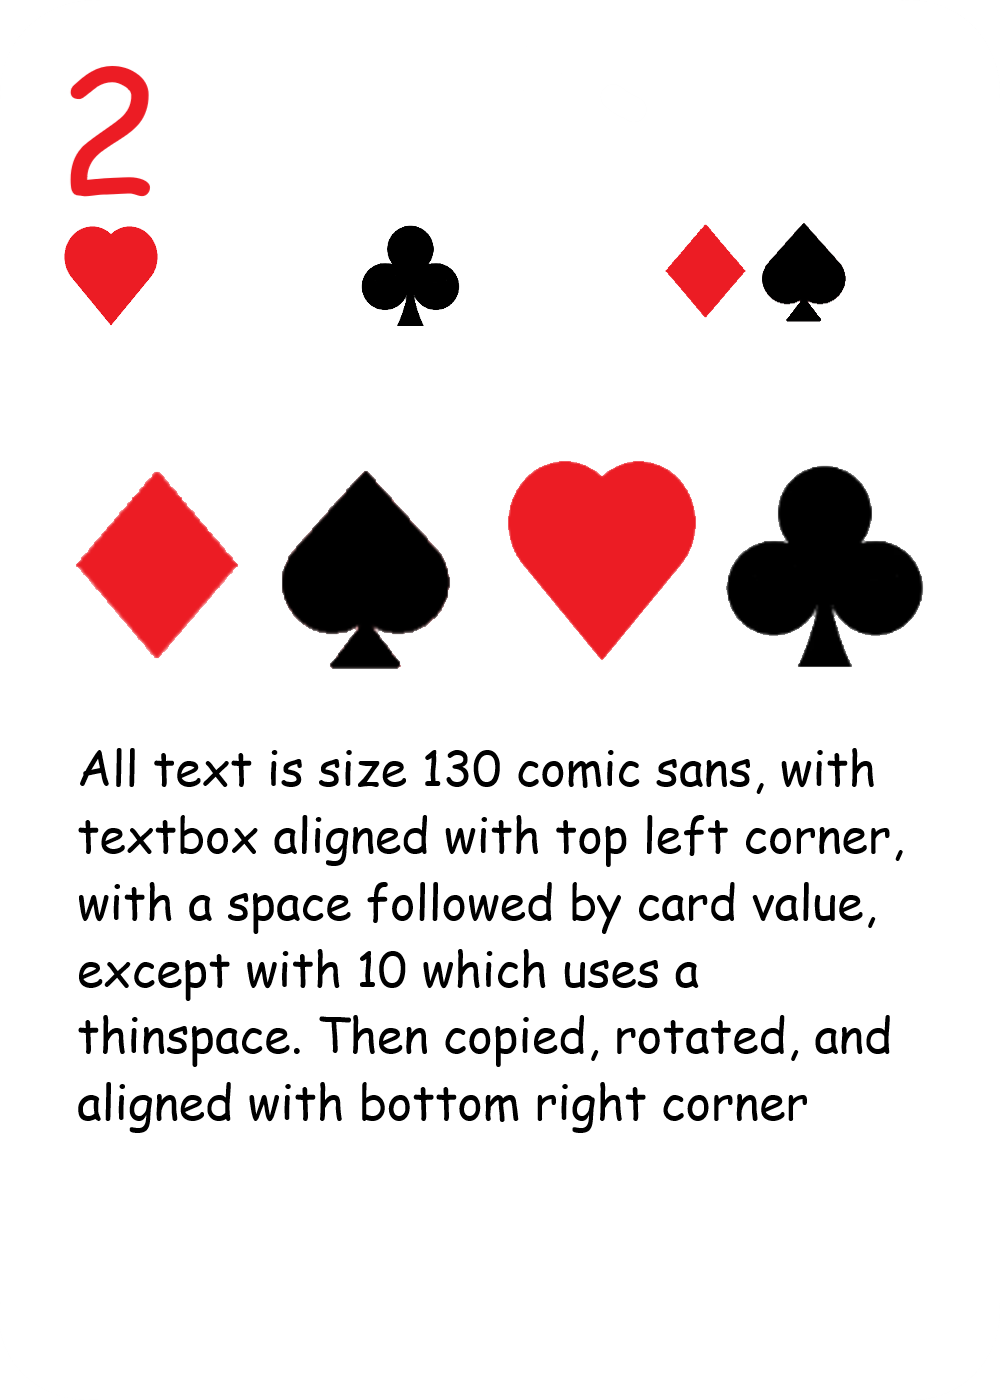 2
All text is size 130 comic sans, with
textbox aligned with top left corner,
with a space followed by card value,
except with 10 which uses a
thinspace. Then copied, rotated, and
aligned with bottom right corner